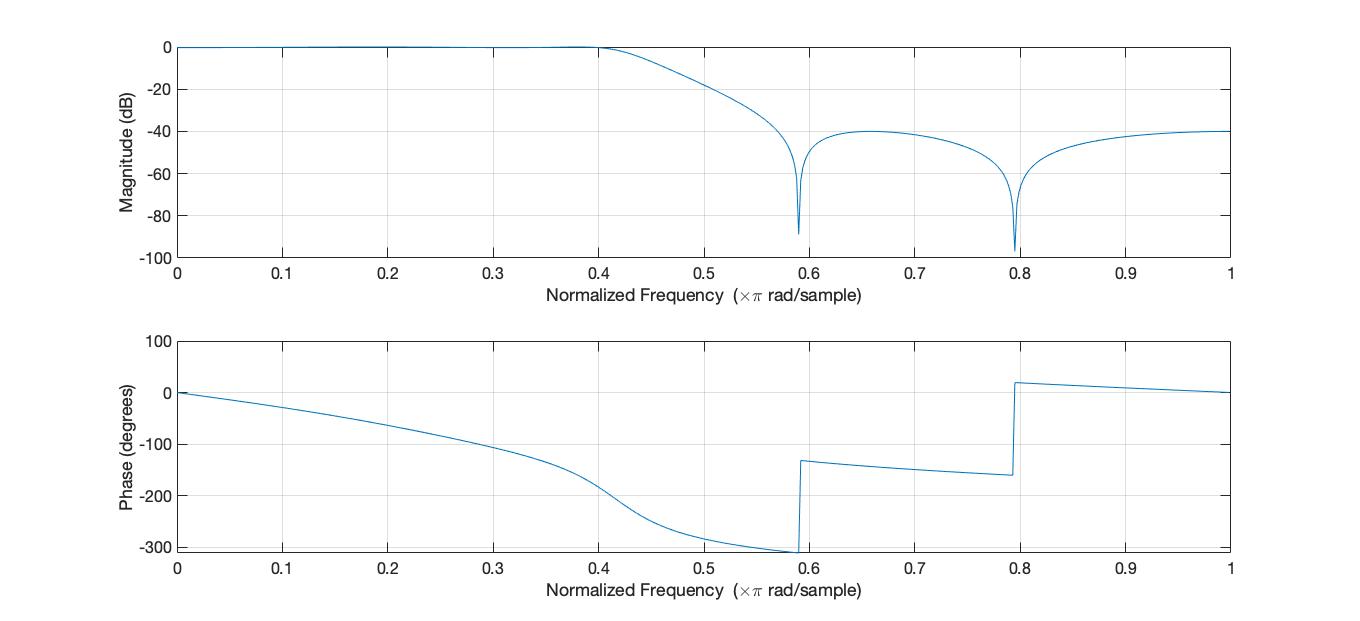 0
-20
-40
-60
-80
-100
Magnitude (dB)
0 0.1 0.2 0.3 0.4 0.5 0.6 0.7 0.8 0.9 1
Normalized Frequency (×π rad/sample)
100
0
-100
-200
-300
Phase (degrees)
0 0.1 0.2 0.3 0.4 0.5 0.6 0.7 0.8 0.9 1
Normalized Frequency (×π rad/sample)